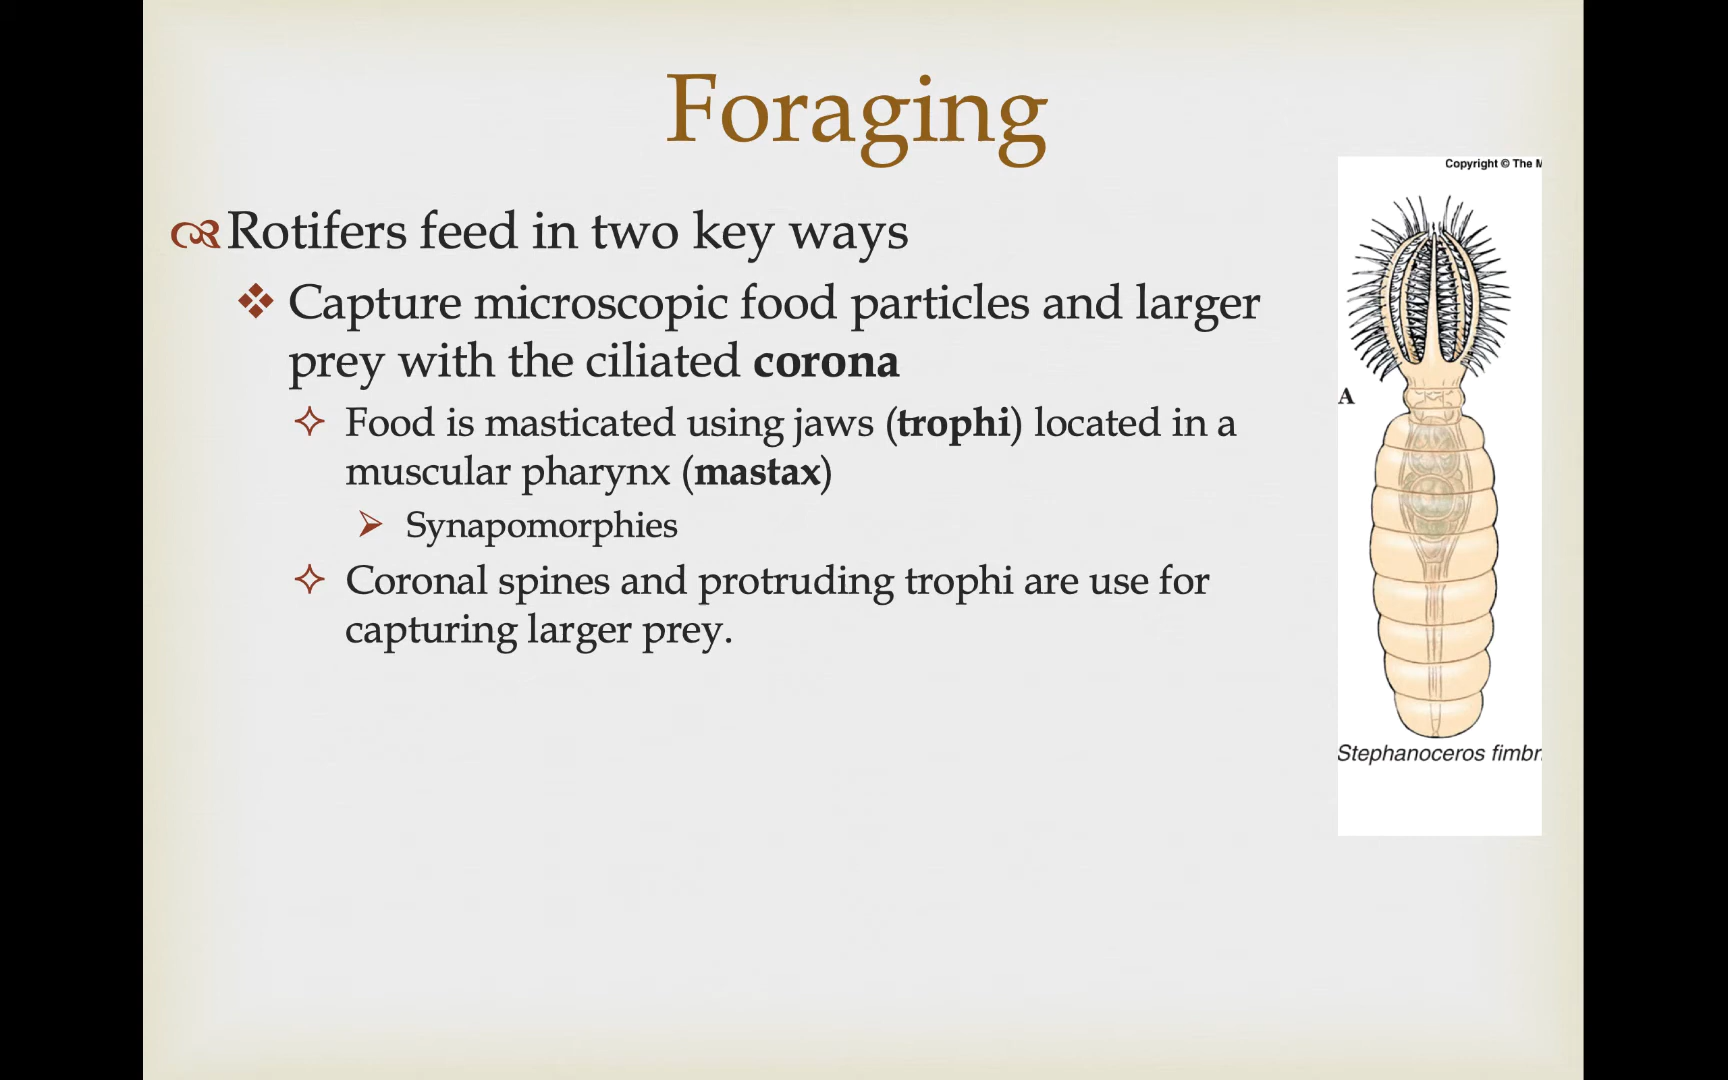 Foraging
Copyright © The M
Rotifers feed in two key ways
Capture microscopic food particles and larger
prey with the ciliated corona
A
Food is masticated using jaws (trophi) located in a
muscular pharynx (mastax)
Synapomorphies
Coronal spines and protruding trophi are use for
capturing larger prey.
Stephanoceros fimbr